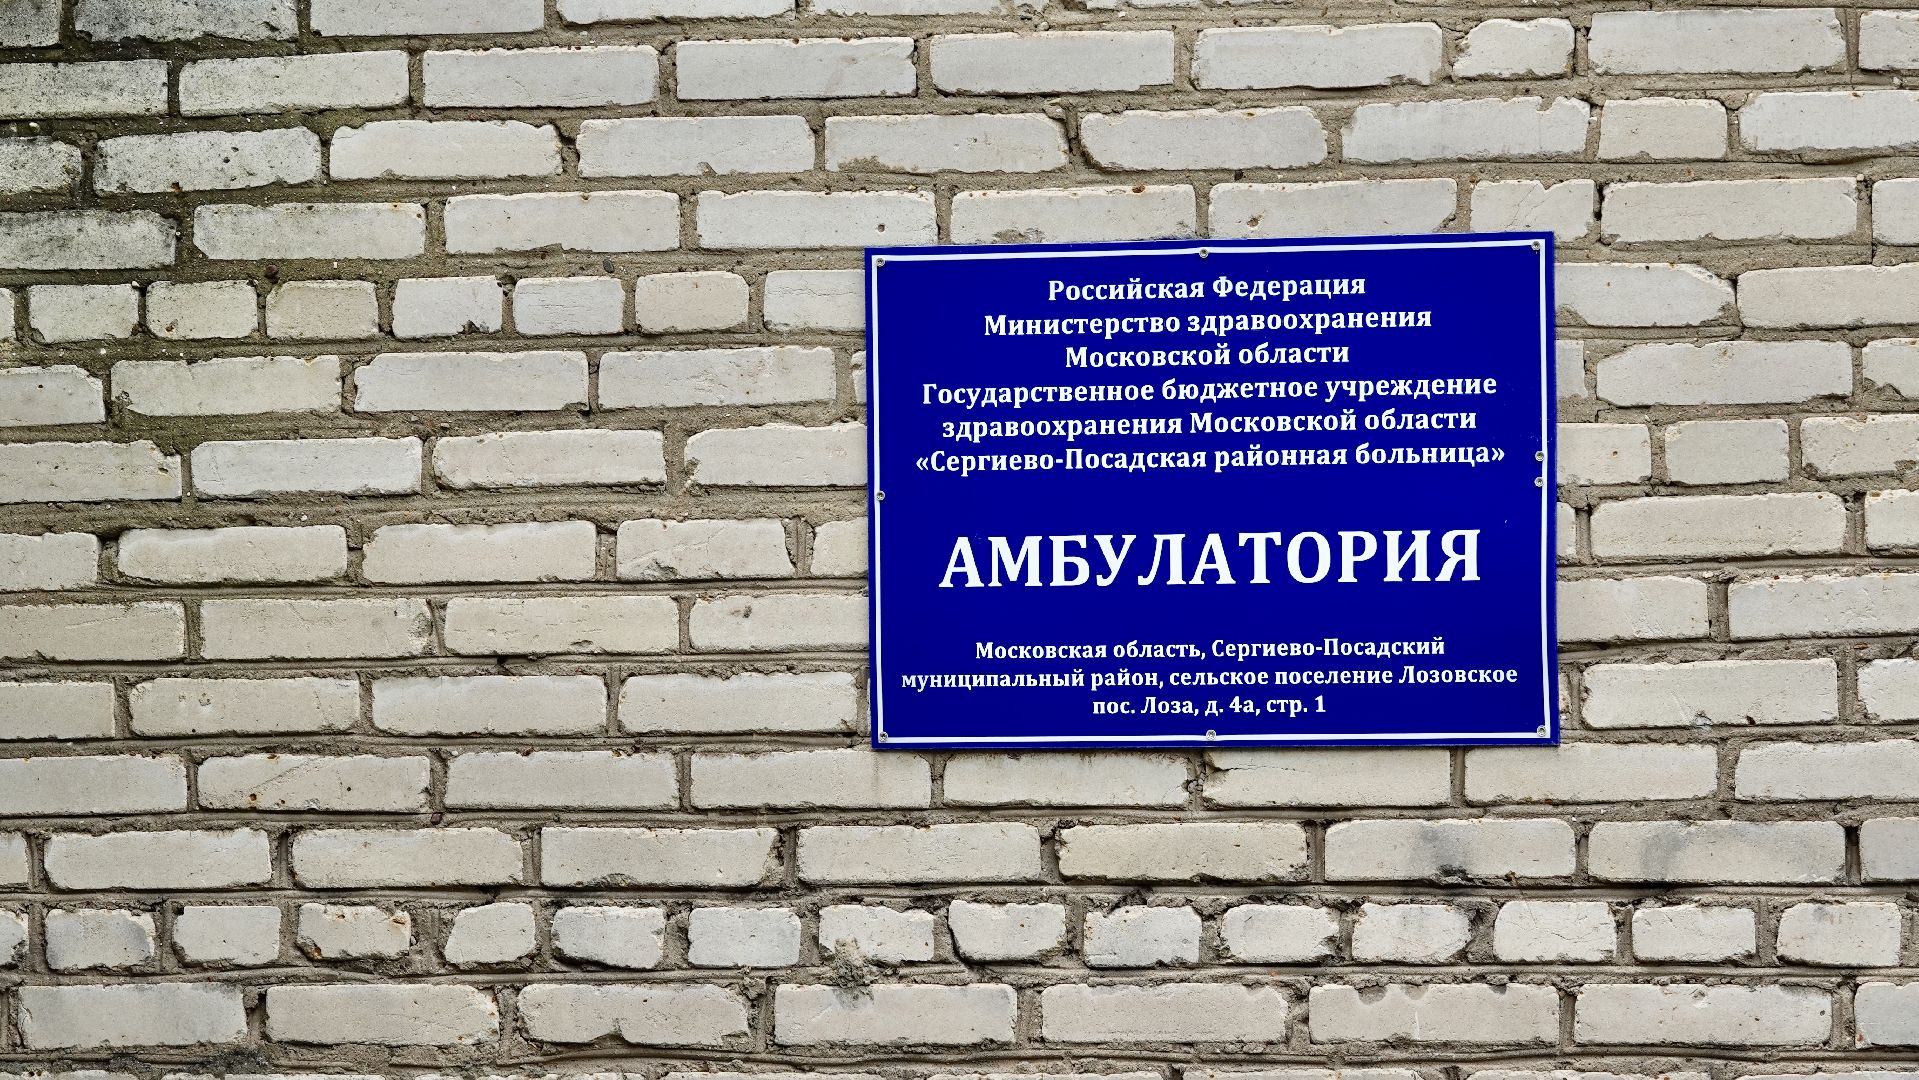 Российская Федерация
Министерство здравоохранения
Московской области
Государственное бюджетное учреждение
здравоохранения Московской области
«Сергиево-Посадская районная больница»
АМБУЛАТОРИЯ
Московская область, Сергиево-Посадский
муниципальный район, сельское поселение Лозовское
пос. Лоза, д. 4а, стр. 1